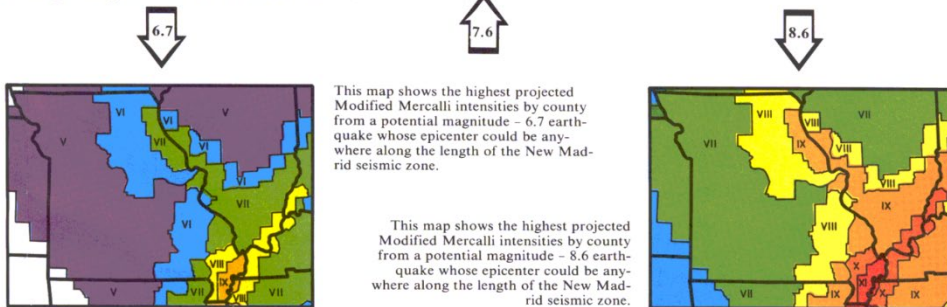 6.7
7.6
8.6
This map shows the highest projected
Modified Mercalli intensities by county
from a potential magnitude - 6.7 earth-
quake whose epicenter could be any-
where along the length of the New Mad-
rid seismic zone.
This map shows the highest projected
Modified Mercalli intensities by county
from a potential magnitude - 8.6 earth-
quake whose epicenter could be any-
where along the length of the New Mad-
rid seismic zone.
V
VI
VI
V
VII
VI
VI
VII
VI
VIII
IX
V
VII
VIII
VII
VII
VIII
VIII
VII
IX
VIII
VIII
IX
VIII
X
XI
VII
IX
X
IX